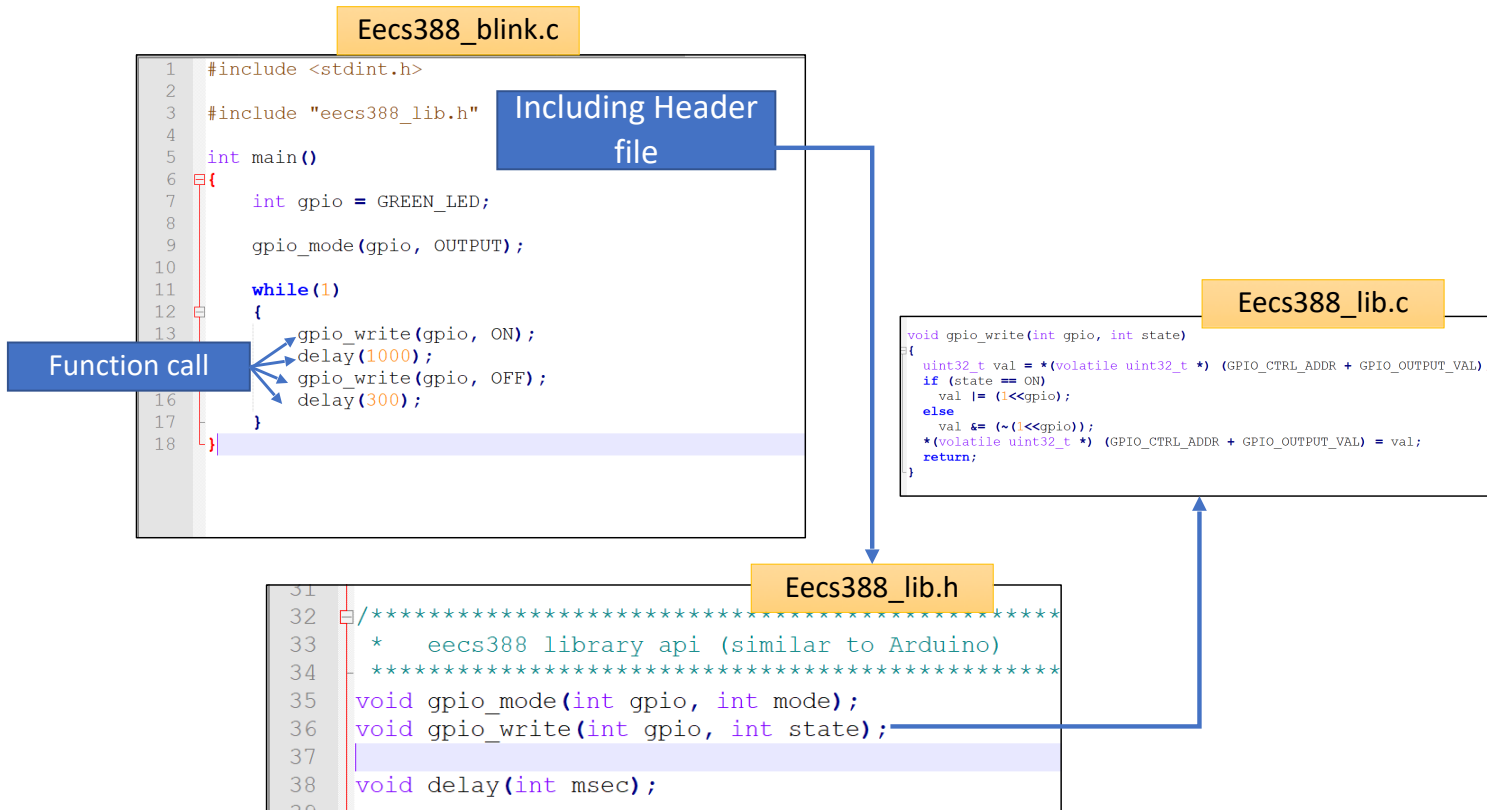 Eecs388_blink.c
1 #include <stdint.h>
2
3 #include "eecs388_lib.h"
4
5 int main()
6 {
7 int gpio = GREEN_LED;
8
9 gpio_mode(gpio, OUTPUT);
10
11 while(1)
12 {
13 gpio_write(gpio, ON);
delay(1000);
gpio_write(gpio, OFF);
16 delay(300);
17 }
18 }
Including Header
file
Function call
Eecs388_lib.c
void gpio_write(int gpio, int state)
{
uint32_t val = *(volatile uint32_t *) (GPIO_CTRL_ADDR + GPIO_OUTPUT_VAL)
if (state == ON)
val |= (1<<gpio);
else
val &= (~(1<<gpio));
*(volatile uint32_t *) (GPIO_CTRL_ADDR + GPIO_OUTPUT_VAL) = val;
return;
}
Eecs388_lib.h
31
32 /************************************************
33 * eecs388 library api (similar to Arduino)
34 ************************************************
35 void gpio_mode(int gpio, int mode);
36 void gpio_write(int gpio, int state);
37
38 void delay(int msec);